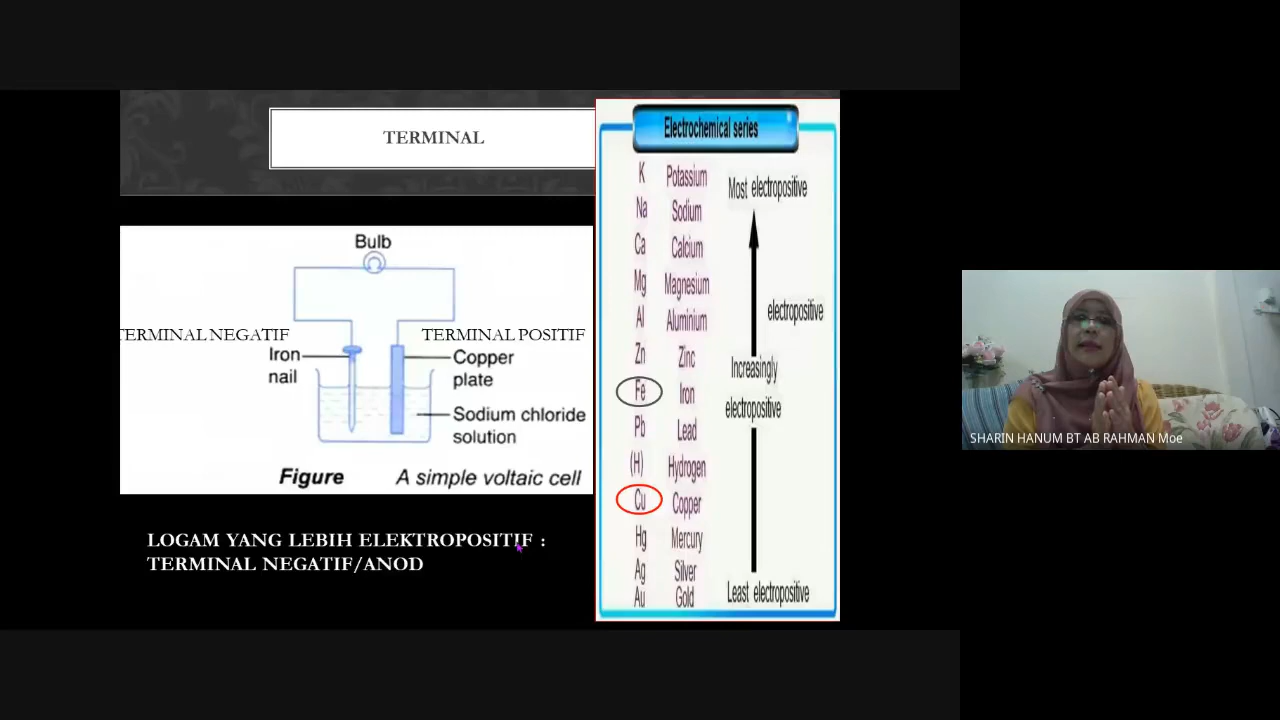 TERMINAL
Bulb
TERMINAL NEGATIF
TERMINAL POSITIF
Iron
nail
Copper
plate
Sodium chloride
solution
Figure A simple voltaic cell
LOGAM YANG LEBIH ELEKTROPOSITIF :
TERMINAL NEGATIF/ANOD
Electrochemical series
K Potassium
Na Sodium
Ca Calcium
Mg Magnesium
Al Aluminium
Zn Zinc
Fe Iron
Pb Lead
(H) Hydrogen
Cu Copper
Hg Mercury
Ag Silver
Au Gold
Most electropositive
electropositive
Increasingly
electropositive
Least electropositive
SHARIN HANUM BT AB RAHMAN Moe